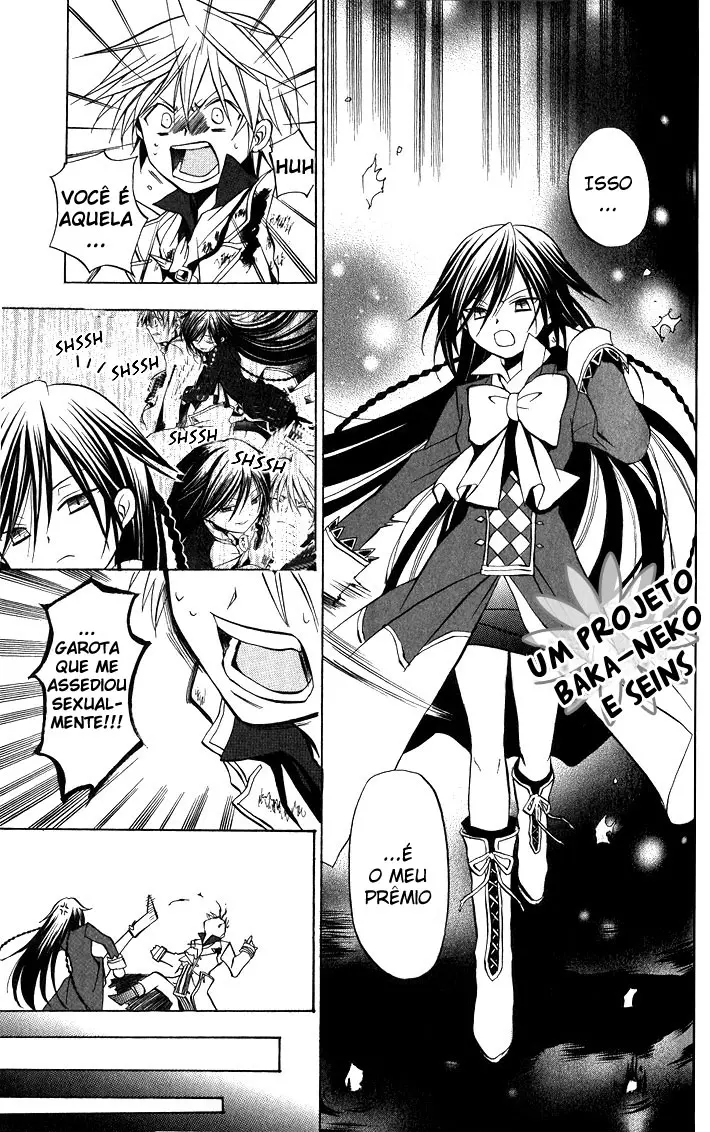 ISSO
...
...É
O MEU
PRÊMIO
UM PROJETO
BAKA-NEKO
E SEINS
HUH
VOCÊ É
AQUELA
...
SHSSH
SHSSH
SHSSH
SHSSH
...
GAROTA
QUE ME
ASSEDIOU
SEXUAL-
MENTE!!!